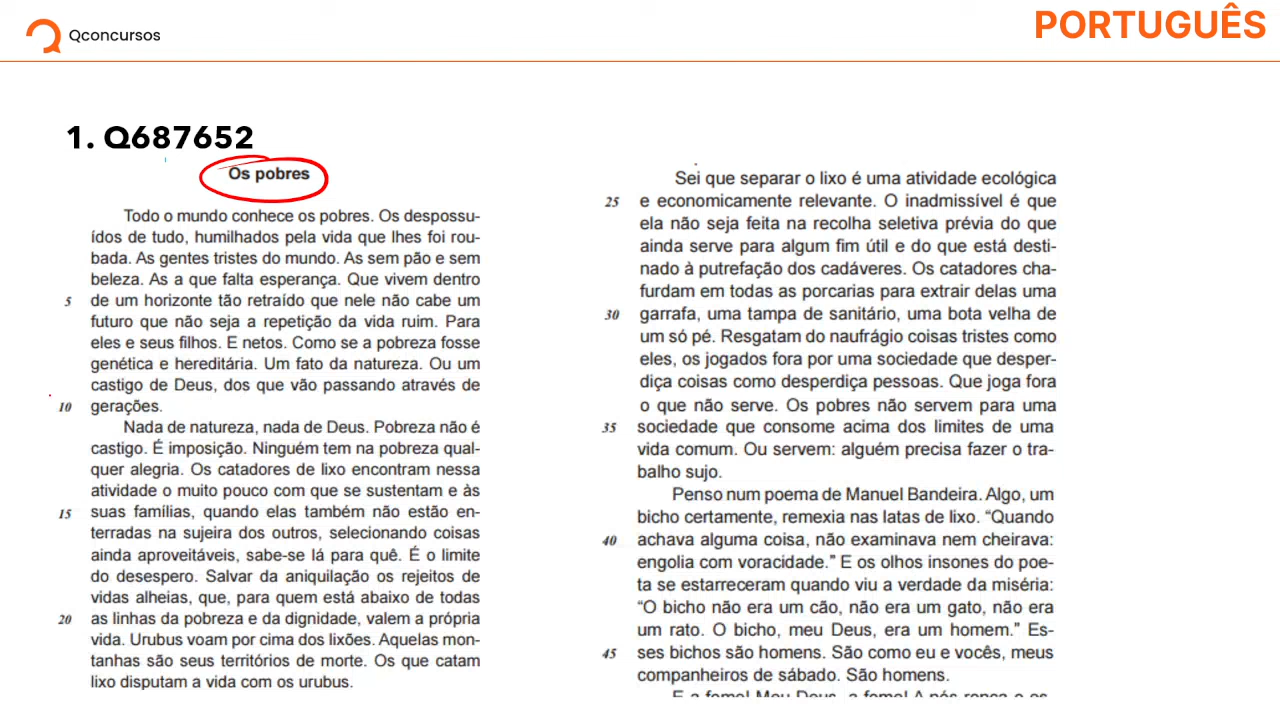 Qconcursos
PORTUGUÊS
1. Q687652
Os pobres
Todo o mundo conhece os pobres. Os despossu-
ídos de tudo, humilhados pela vida que lhes foi rou-
bada. As gentes tristes do mundo. As sem pão e sem
beleza. As a que falta esperança. Que vivem dentro
5 de um horizonte tão retraído que nele não cabe um
futuro que não seja a repetição da vida ruim. Para
eles e seus filhos. E netos. Como se a pobreza fosse
genética e hereditária. Um fato da natureza. Ou um
castigo de Deus, dos que vão passando através de
10 gerações.
Nada de natureza, nada de Deus. Pobreza não é
castigo. É imposição. Ninguém tem na pobreza qual-
quer alegria. Os catadores de lixo encontram nessa
atividade o muito pouco com que se sustentam e às
15 suas famílias, quando elas também não estão en-
terradas na sujeira dos outros, selecionando coisas
ainda aproveitáveis, sabe-se lá para quê. É o limite
do desespero. Salvar da aniquilação os rejeitos de
vidas alheias, que, para quem está abaixo de todas
20 as linhas da pobreza e da dignidade, valem a própria
vida. Urubus voam por cima dos lixões. Aquelas mon-
tanhas são seus territórios de morte. Os que catam
lixo disputam a vida com os urubus.
Sei que separar o lixo é uma atividade ecológica
25 e economicamente relevante. O inadmissível é que
ela não seja feita na recolha seletiva prévia do que
ainda serve para algum fim útil e do que está desti-
nado à putrefação dos cadáveres. Os catadores cha-
furdam em todas as porcarias para extrair delas uma
30 garrafa, uma tampa de sanitário, uma bota velha de
um só pé. Resgatam do naufrágio coisas tristes como
eles, os jogados fora por uma sociedade que desper-
diça coisas como desperdiça pessoas. Que joga fora
o que não serve. Os pobres não servem para uma
35 sociedade que consome acima dos limites de uma
vida comum. Ou servem: alguém precisa fazer o tra-
balho sujo.
Penso num poema de Manuel Bandeira. Algo, um
bicho certamente, remexia nas latas de lixo. “Quando
40 achava alguma coisa, não examinava nem cheirava:
engolia com voracidade.” E os olhos insones do poe-
ta se estarreceram quando viu a verdade da miséria:
“O bicho não era um cão, não era um gato, não era
um rato. O bicho, meu Deus, era um homem.” Es-
45 ses bichos são homens. São como eu e vocês, meus
companheiros de sábado. São homens.
E a fome! Meu Deus, a fome! A nós ronca o es-